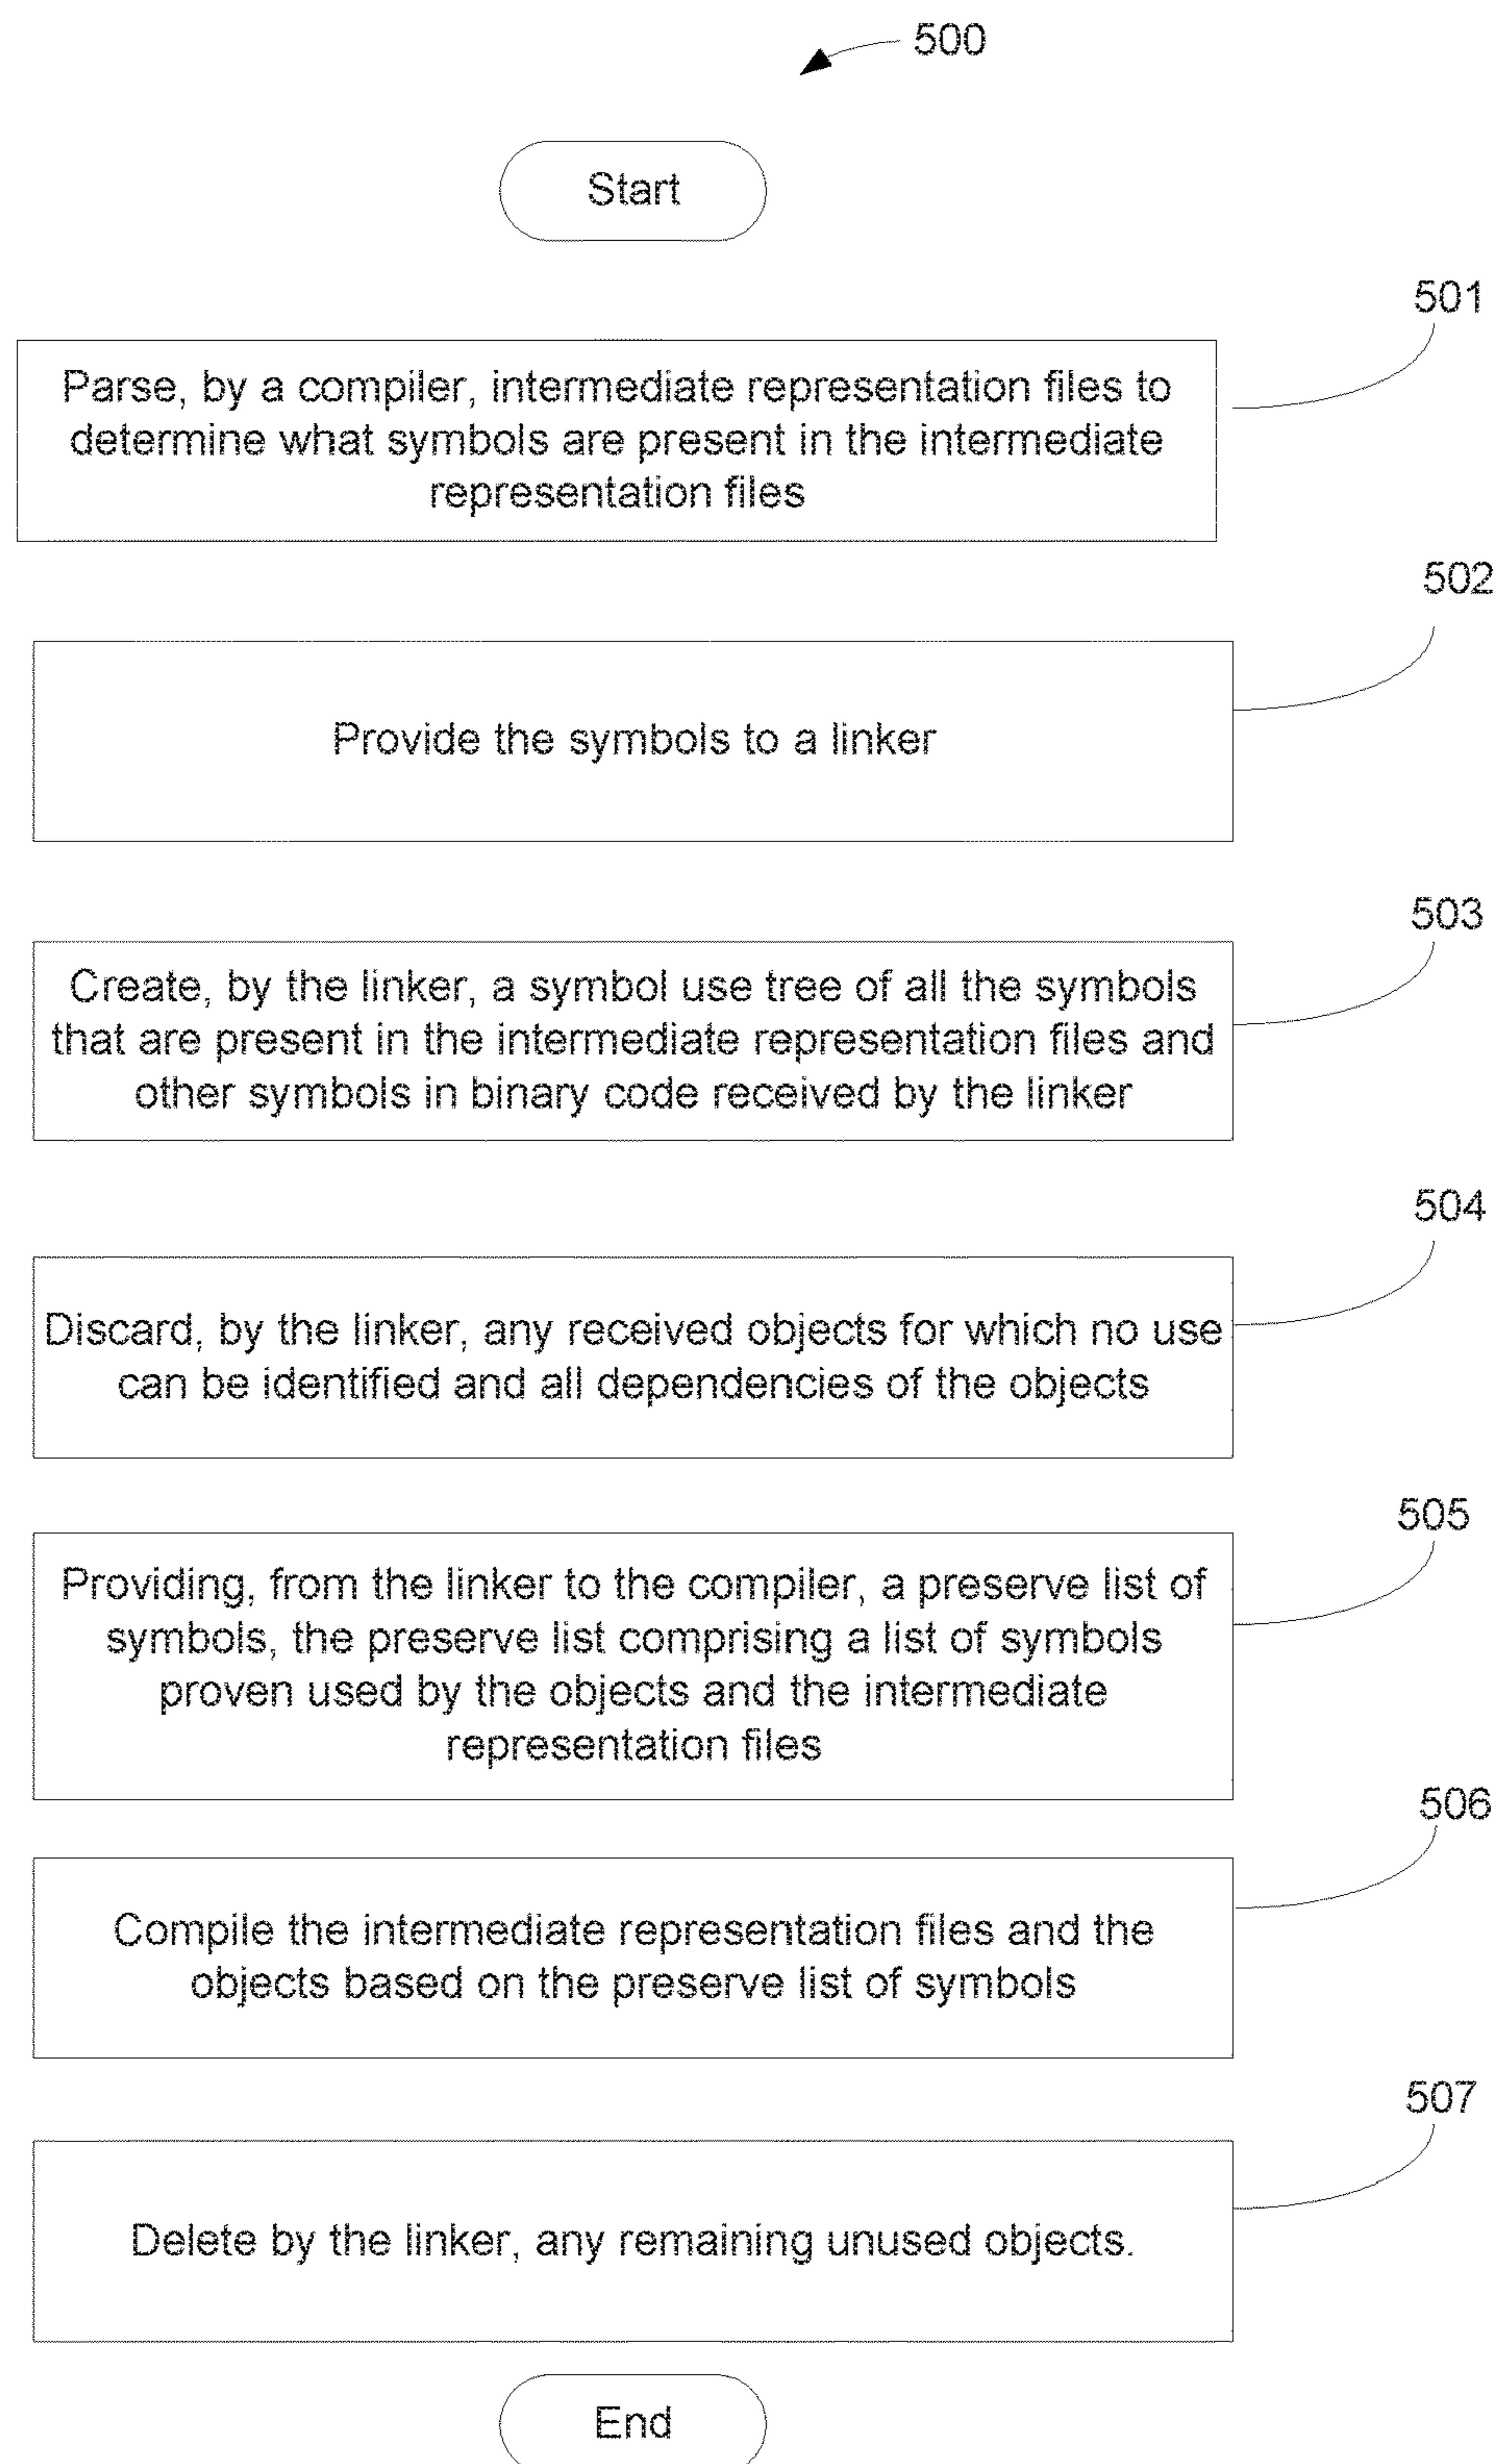 500
Start
501
Parse, by a compiler, intermediate representation files to
determine what symbols are present in the intermediate
representation files
502
Provide the symbols to a linker
503
Create, by the linker, a symbol use tree of all the symbols
that are present in the intermediate representation files and
other symbols in binary code received by the linker
504
Discard, by the linker, any received objects for which no use
can be identified and all dependencies of the objects
505
Providing, from the linker to the compiler, a preserve list of
symbols, the preserve list comprising a list of symbols
proven used by the objects and the intermediate
representation files
506
Compile the intermediate representation files and the
objects based on the preserve list of symbols
507
Delete by the linker, any remaining unused objects.
End